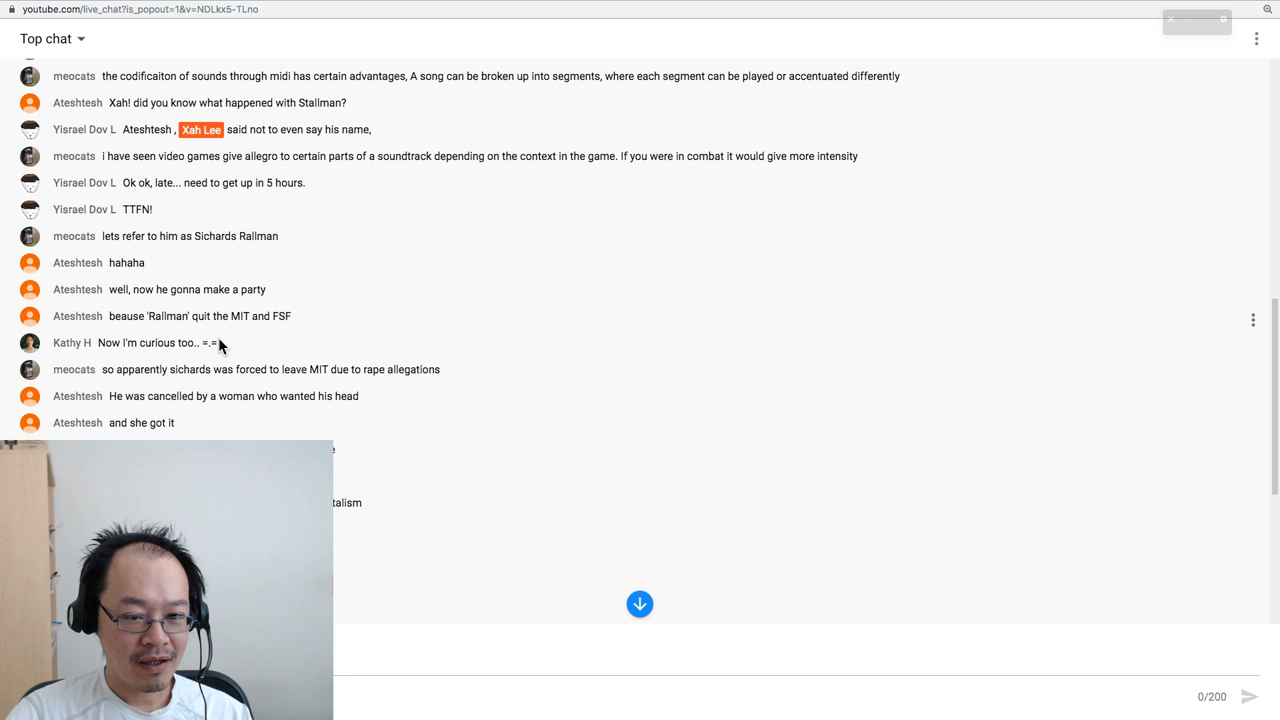 youtube.com/live_chat?is_popout=1&v=NDLkx5-TLno
Top chat
meocats the codificaiton of sounds through midi has certain advantages, A song can be broken up into segments, where each segment can be played or accentuated differently
Ateshtesh Xah! did you know what happened with Stallman?
Yisrael Dov L Ateshtesh , Xah Lee said not to even say his name,
meocats i have seen video games give allegro to certain parts of a soundtrack depending on the context in the game. If you were in combat it would give more intensity
Yisrael Dov L Ok ok, late... need to get up in 5 hours.
Yisrael Dov L TTFN!
meocats lets refer to him as Sichards Rallman
Ateshtesh hahaha
Ateshtesh well, now he gonna make a party
Ateshtesh beause 'Rallman' quit the MIT and FSF
Kathy H Now I'm curious too.. =.=
meocats so apparently sichards was forced to leave MIT due to rape allegations
Ateshtesh He was cancelled by a woman who wanted his head
Ateshtesh and she got it
0/200